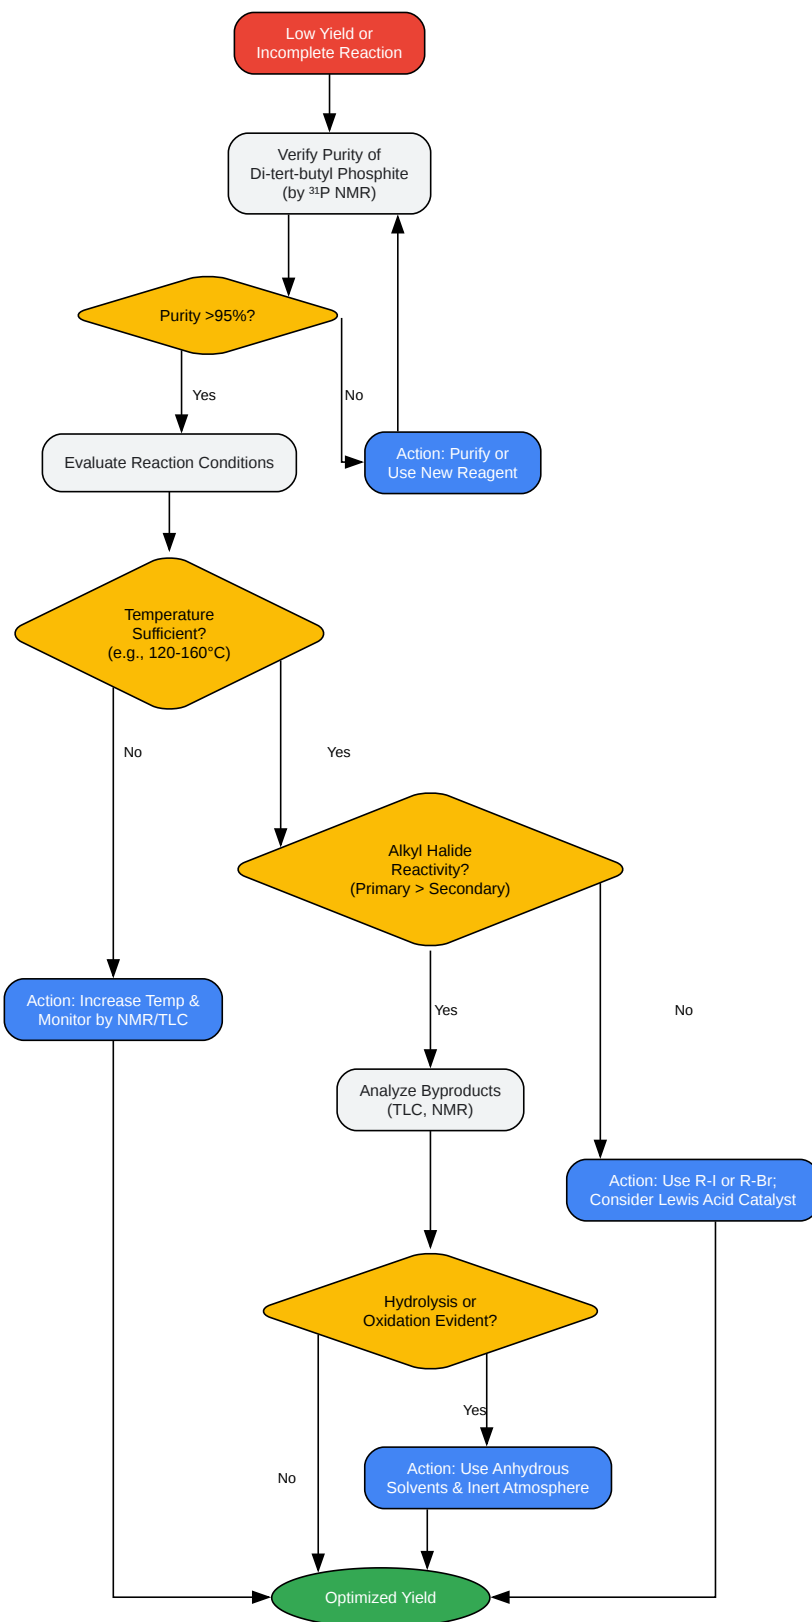 Low Yield or
Incomplete Reaction
Verify Purity of
Di-tert-butyl Phosphite
(by ³¹P NMR)
Purity >95%?
Yes
No
Evaluate Reaction Conditions
Action: Purify or
Use New Reagent
Temperature
Sufficient?
(e.g., 120-160°C)
No
Yes
Alkyl Halide
Reactivity?
(Primary > Secondary)
Action: Increase Temp &
Monitor by NMR/TLC
Yes
No
Analyze Byproducts
(TLC, NMR)
Action: Use R-I or R-Br;
Consider Lewis Acid Catalyst
Hydrolysis or
Oxidation Evident?
Yes
No
Action: Use Anhydrous
Solvents & Inert Atmosphere
Optimized Yield